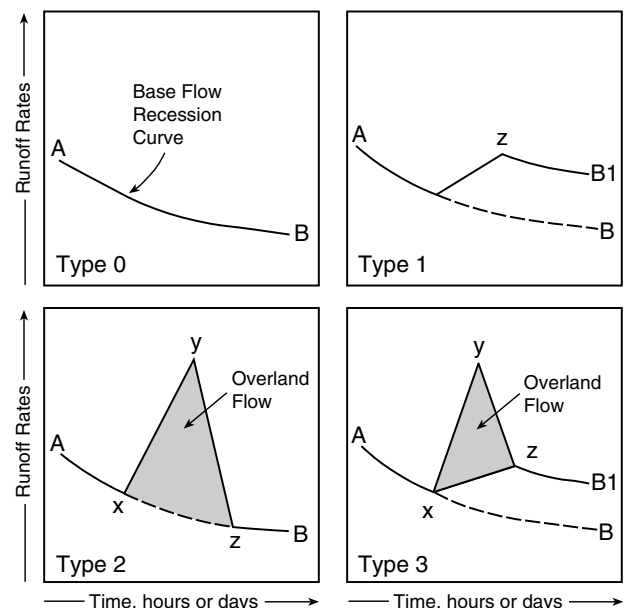 Runoff Rates
Base Flow
Recession
Curve
A
B
Type 0
A
z
B1
B
Type 1
Runoff Rates
y
Overland
Flow
A
x
z
B
Type 2
y
Overland
Flow
A
z
B1
x
B
Type 3
Time, hours or days
Time, hours or days